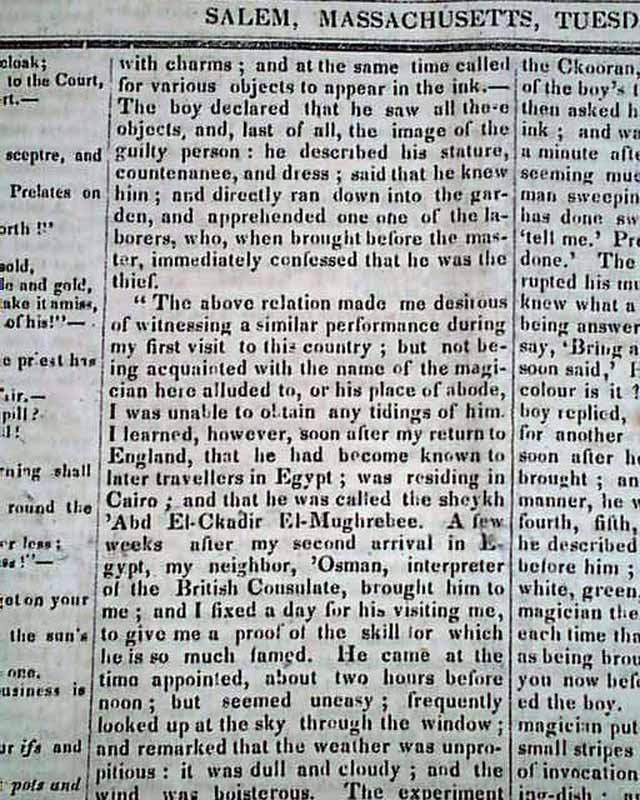 SALEM, MASSACHUSETTS, TUESD
cloak;
to the Court,
rt.—
sceptre, and
Prelates on
orth !"
sold,
le and gold,
ake it amiss,
of his!"—
e priest has
air.—
pill?
d!
rning shall
round the
er less;
ss!"—
get on your
the sun's
one.
business is
ur ifs and
pots and
with charms ; and at the same time called
for various objects to appear in the ink.—
The boy declared that he saw all the e
objects, and, last of all, the image of the
guilty person : he described his stature,
countenance, and dress ; said that he knew
him ; and directly ran down into the gar-
den, and apprehended one one of the la-
borers, who, when brought before the mas-
ter, immediately confessed that he was the
thief.
" The above relation made me desirous
of witnessing a similar performance during
my first visit to this country ; but not be-
ing acquainted with the name of the magi-
cian here alluded to, or his place of abode,
I was unable to obtain any tidings of him.
I learned, however, soon after my return to
England, that he had become known to
later travellers in Egypt ; was residing in
Cairo ; and that he was called the sheykh
'Abd El-Ckadir El-Mughrebee. A few
weeks after my second arrival in E-
gypt, my neighbor, 'Osman, interpreter
of the British Consulate, brought him to
me ; and I fixed a day for his visiting me,
to give me a proof of the skill for which
he is so much famed. He came at the
time appointed, about two hours before
noon ; but seemed uneasy ; frequently
looked up at the sky through the window ;
and remarked that the weather was unpro-
pitious : it was dull and cloudy ; and the
wind was boisterous. The experiment
the Ckooran,
of the boy's t
then asked h
ink ; and wa
a minute afte
seeming muc
man sweepin
has done sw
'tell me.' Pr
done.' The
rupted his mu
knew what a
being answer
say, 'Bring a
soon said,' H
colour is it ?
boy replied,
for another
soon after he
brought ; an
manner, he w
fourth, fifth,
he described
before him ;
white, green,
magician the
each time tha
as being brou
you now befo
ed the boy.
magician put
small stripes
of invocation
ing-dish ; an